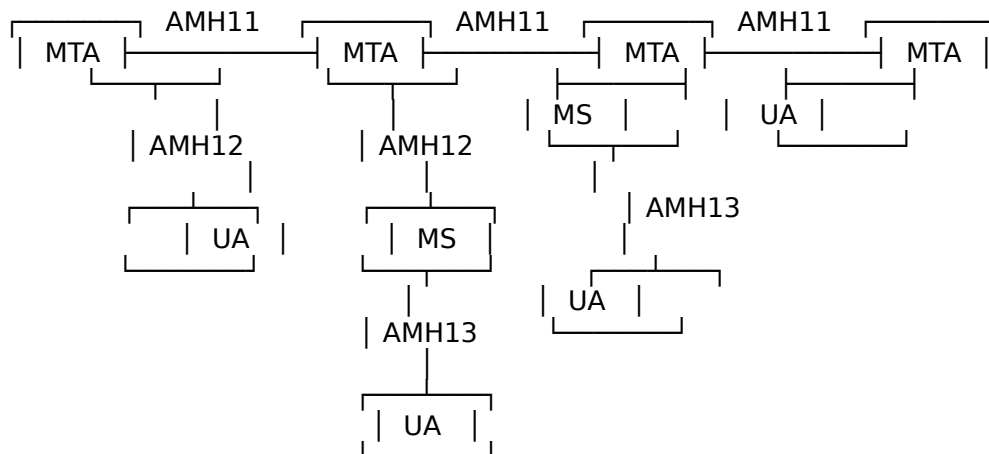 AMH11 AMH11 AMH11
MTA MTA MTA MTA
MS UA
AMH12 AMH12
AMH13
UA MS
UA
AMH13
UA